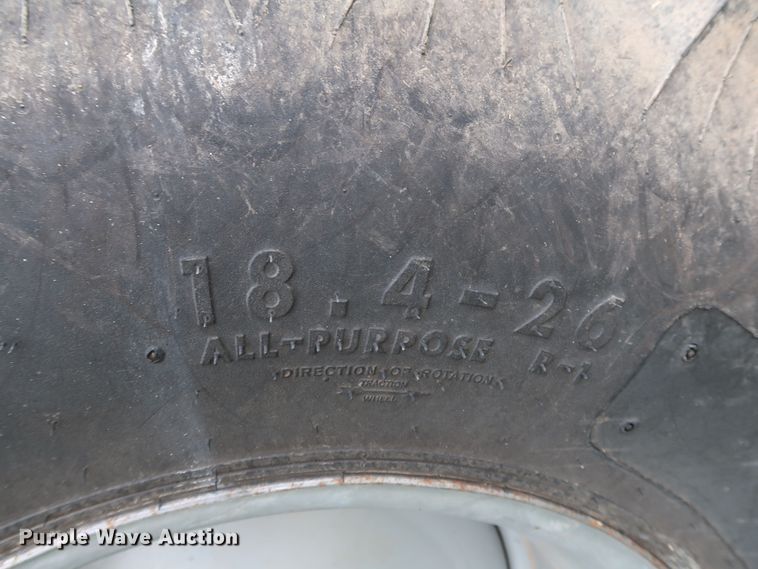 18.4-26
ALL-PURPOSE R-1
DIRECTION OF ROTATION
TRACTION
WHEEL
Purple Wave Auction